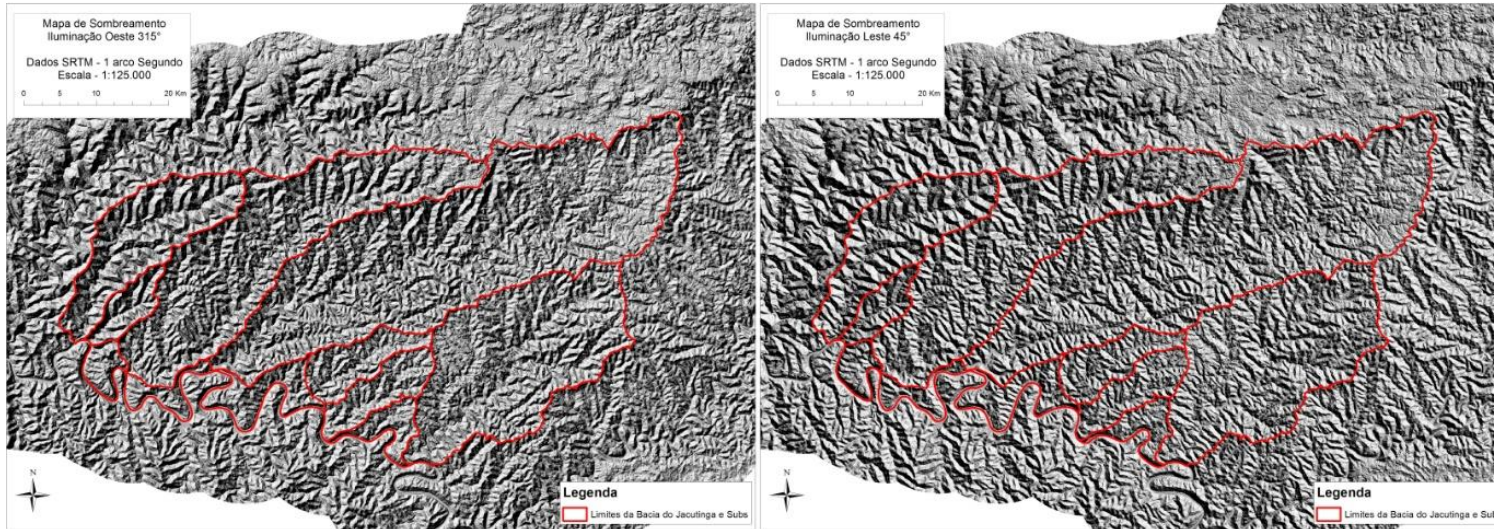 Mapa de Sombreamento
Iluminação Oeste 315°
Dados SRTM - 1 arco Segundo
Escala - 1:125.000
0 5 10 20 Km
N
Legenda
Limites da Bacia do Jacutinga e Subs
Mapa de Sombreamento
Iluminação Leste 45°
Dados SRTM - 1 arco Segundo
Escala - 1:125.000
0 5 10 20 Km
N
Legenda
Limites da Bacia do Jacutinga e Sub